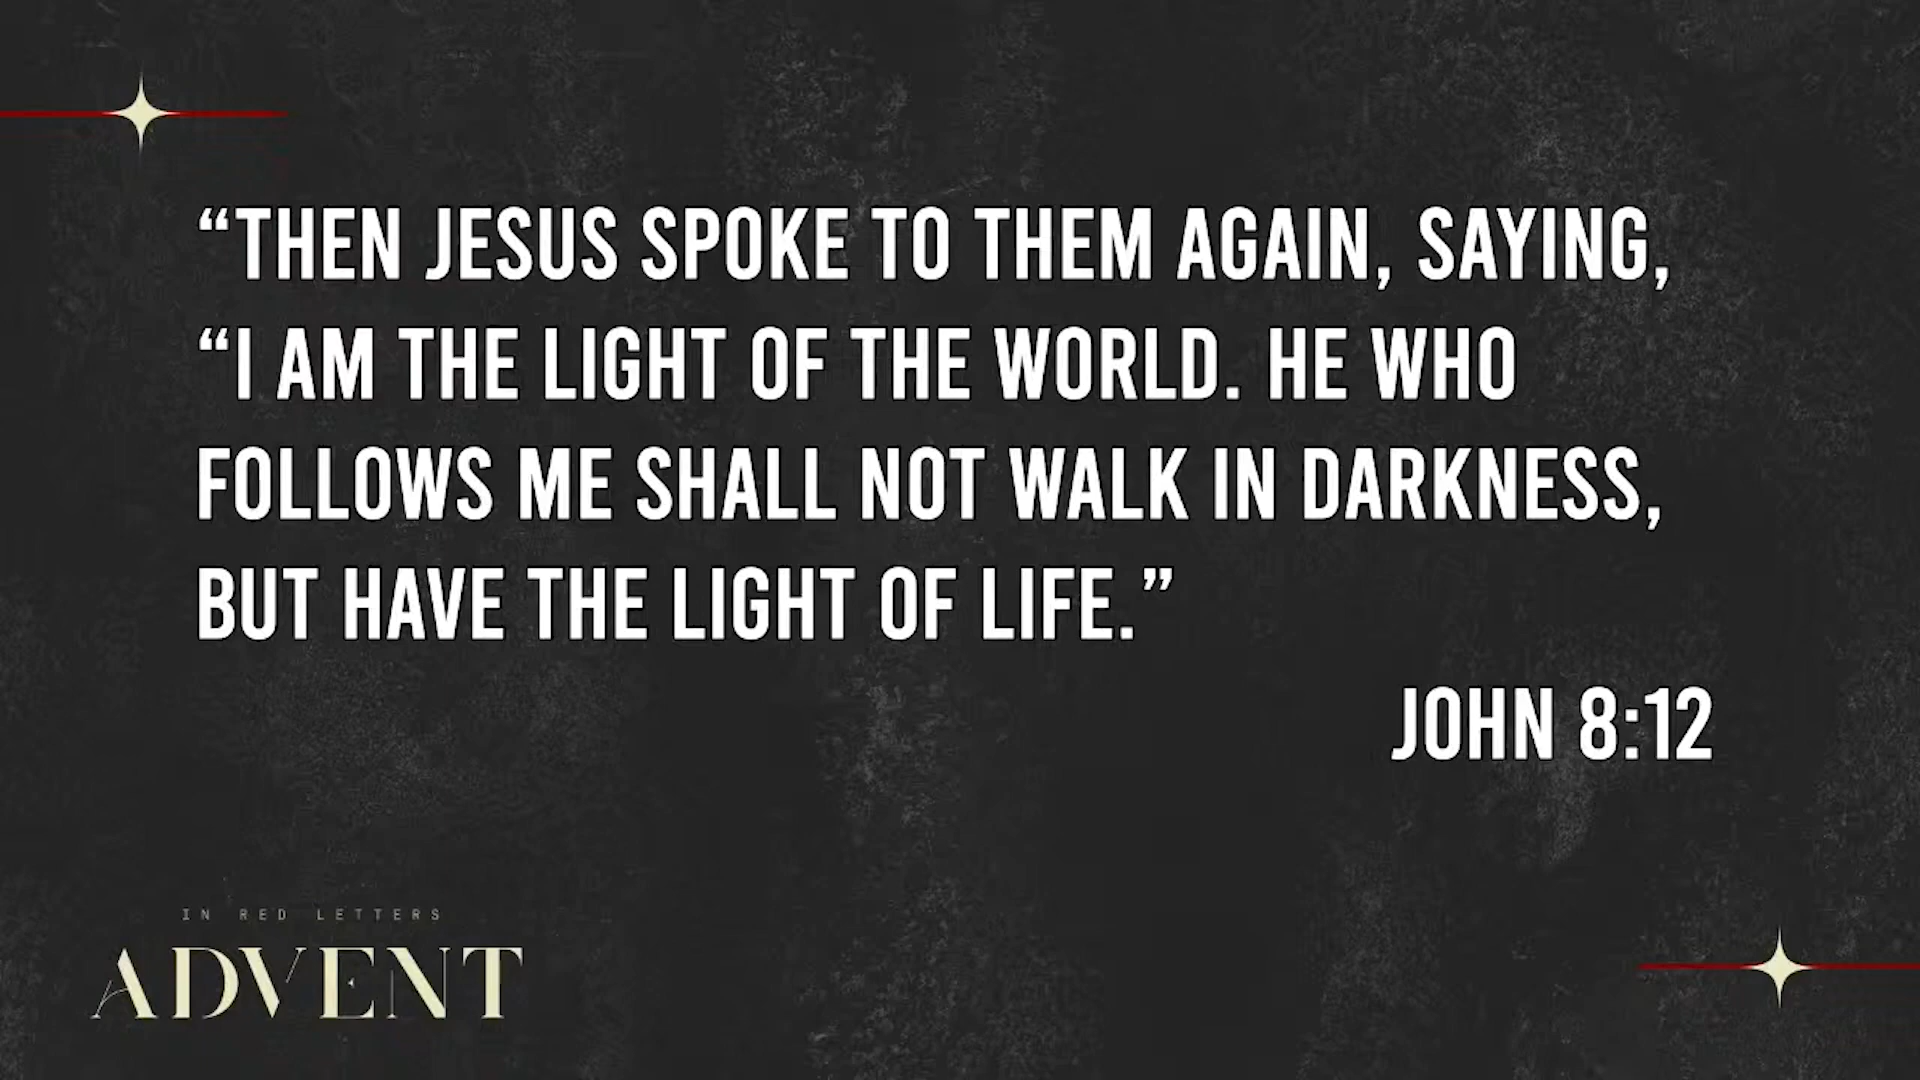 “THEN JESUS SPOKE TO THEM AGAIN, SAYING,
“I AM THE LIGHT OF THE WORLD. HE WHO
FOLLOWS ME SHALL NOT WALK IN DARKNESS,
BUT HAVE THE LIGHT OF LIFE.”
JOHN 8:12
IN RED LETTERS
ADVENT